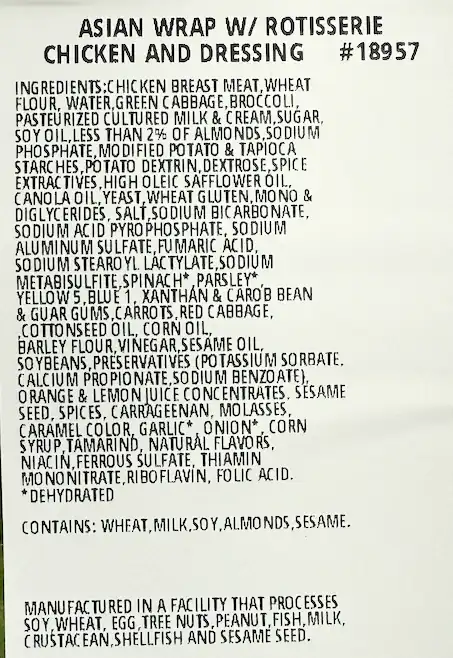 ASIAN WRAP W/ ROTISSERIE
CHICKEN AND DRESSING #18957
INGREDIENTS:CHICKEN BREAST MEAT,WHEAT
FLOUR, WATER,GREEN CABBAGE,BROCCOLI,
PASTEURIZED CULTURED MILK & CREAM,SUGAR,
SOY OIL,LESS THAN 2% OF ALMONDS,SODIUM
PHOSPHATE,MODIFIED POTATO & TAPIOCA
STARCHES,POTATO DEXTRIN,DEXTROSE,SPICE
EXTRACTIVES,HIGH OLEIC SAFFLOWER OIL,
CANOLA OIL,YEAST,WHEAT GLUTEN,MONO &
DIGLYCERIDES, SALT,SODIUM BICARBONATE,
SODIUM ACID PYROPHOSPHATE, SODIUM
ALUMINUM SULFATE,FUMARIC ACID,
SODIUM STEAROYL LACTYLATE,SODIUM
METABISULFITE,SPINACH*,PARSLEY*,
YELLOW 5,BLUE 1, XANTHAN & CAROB BEAN
& GUAR GUMS,CARROTS,RED CABBAGE,
,COTTONSEED OIL, CORN OIL,
BARLEY FLOUR,VINEGAR,SESAME OIL,
SOYBEANS,PRESERVATIVES (POTASSIUM SORBATE,
CALCIUM PROPIONATE,SODIUM BENZOATE),
ORANGE & LEMON JUICE CONCENTRATES, SESAME
SEED, SPICES, CARRAGEENAN, MOLASSES,
CARAMEL COLOR, GARLIC*, ONION*, CORN
SYRUP,TAMARIND, NATURAL FLAVORS,
NIACIN,FERROUS SULFATE, THIAMIN
MONONITRATE,RIBOFLAVIN, FOLIC ACID.
*DEHYDRATED
CONTAINS: WHEAT,MILK,SOY,ALMONDS,SESAME.
MANUFACTURED IN A FACILITY THAT PROCESSES
SOY,WHEAT, EGG,TREE NUTS,PEANUT,FISH,MILK,
CRUSTACEAN,SHELLFISH AND SESAME SEED.